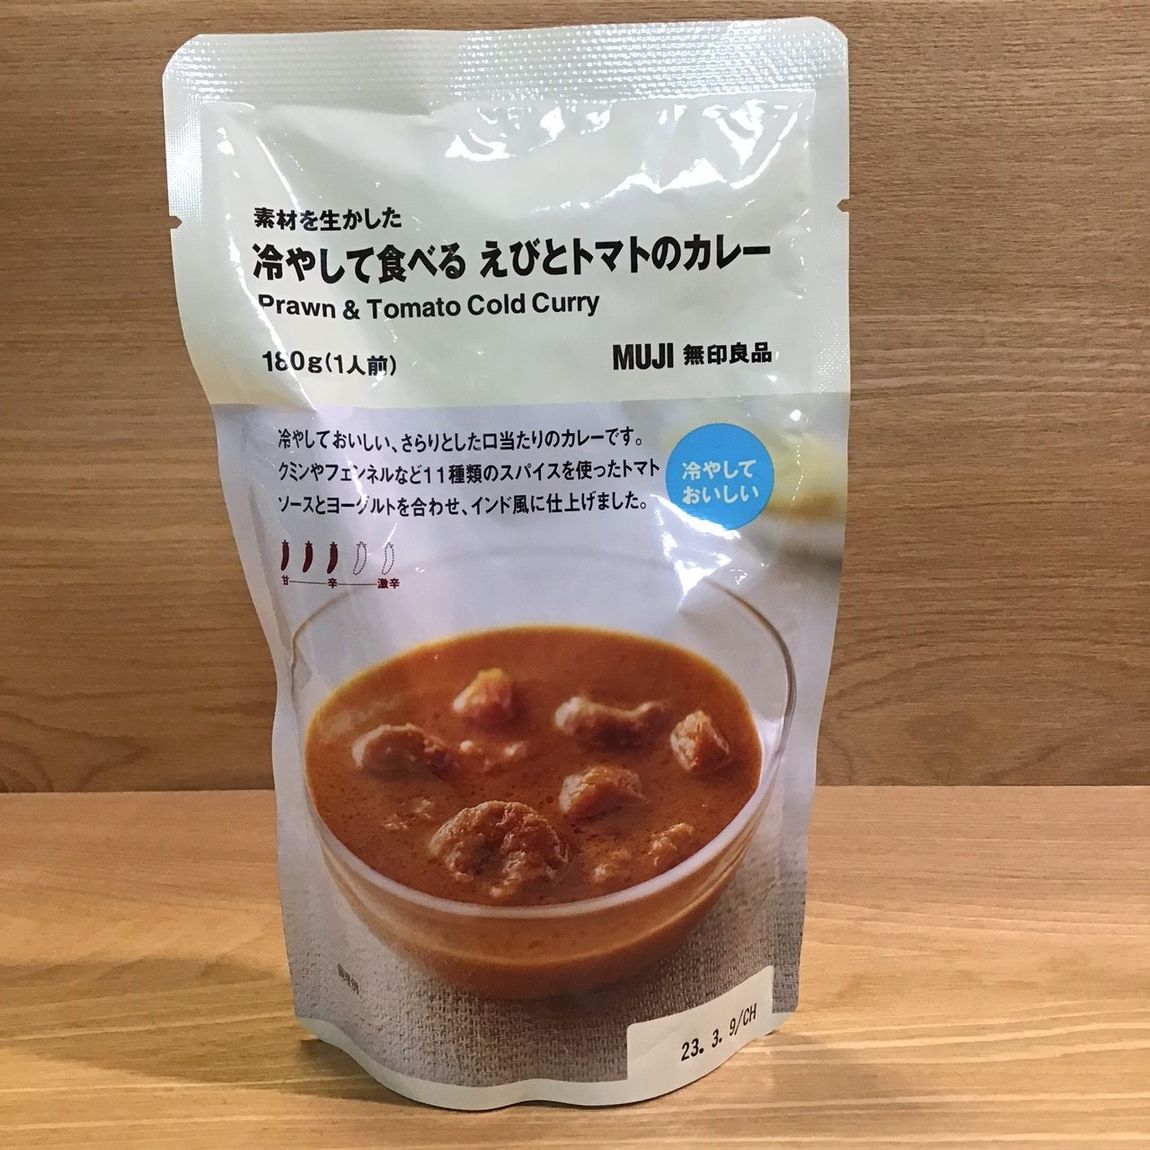 素材を生かした
冷やして食べる えびとトマトのカレー
Prawn & Tomato Cold Curry
180g(1人前)
MUJI 無印良品
冷やしておいしい、さらりとした口当たりのカレーです。
クミンやフェンネルなど11種類のスパイスを使ったトマト
ソースとヨーグルトを合わせ、インド風に仕上げました。
冷やして
おいしい
甘 辛 激辛
調理例
23. 3. 9/CH